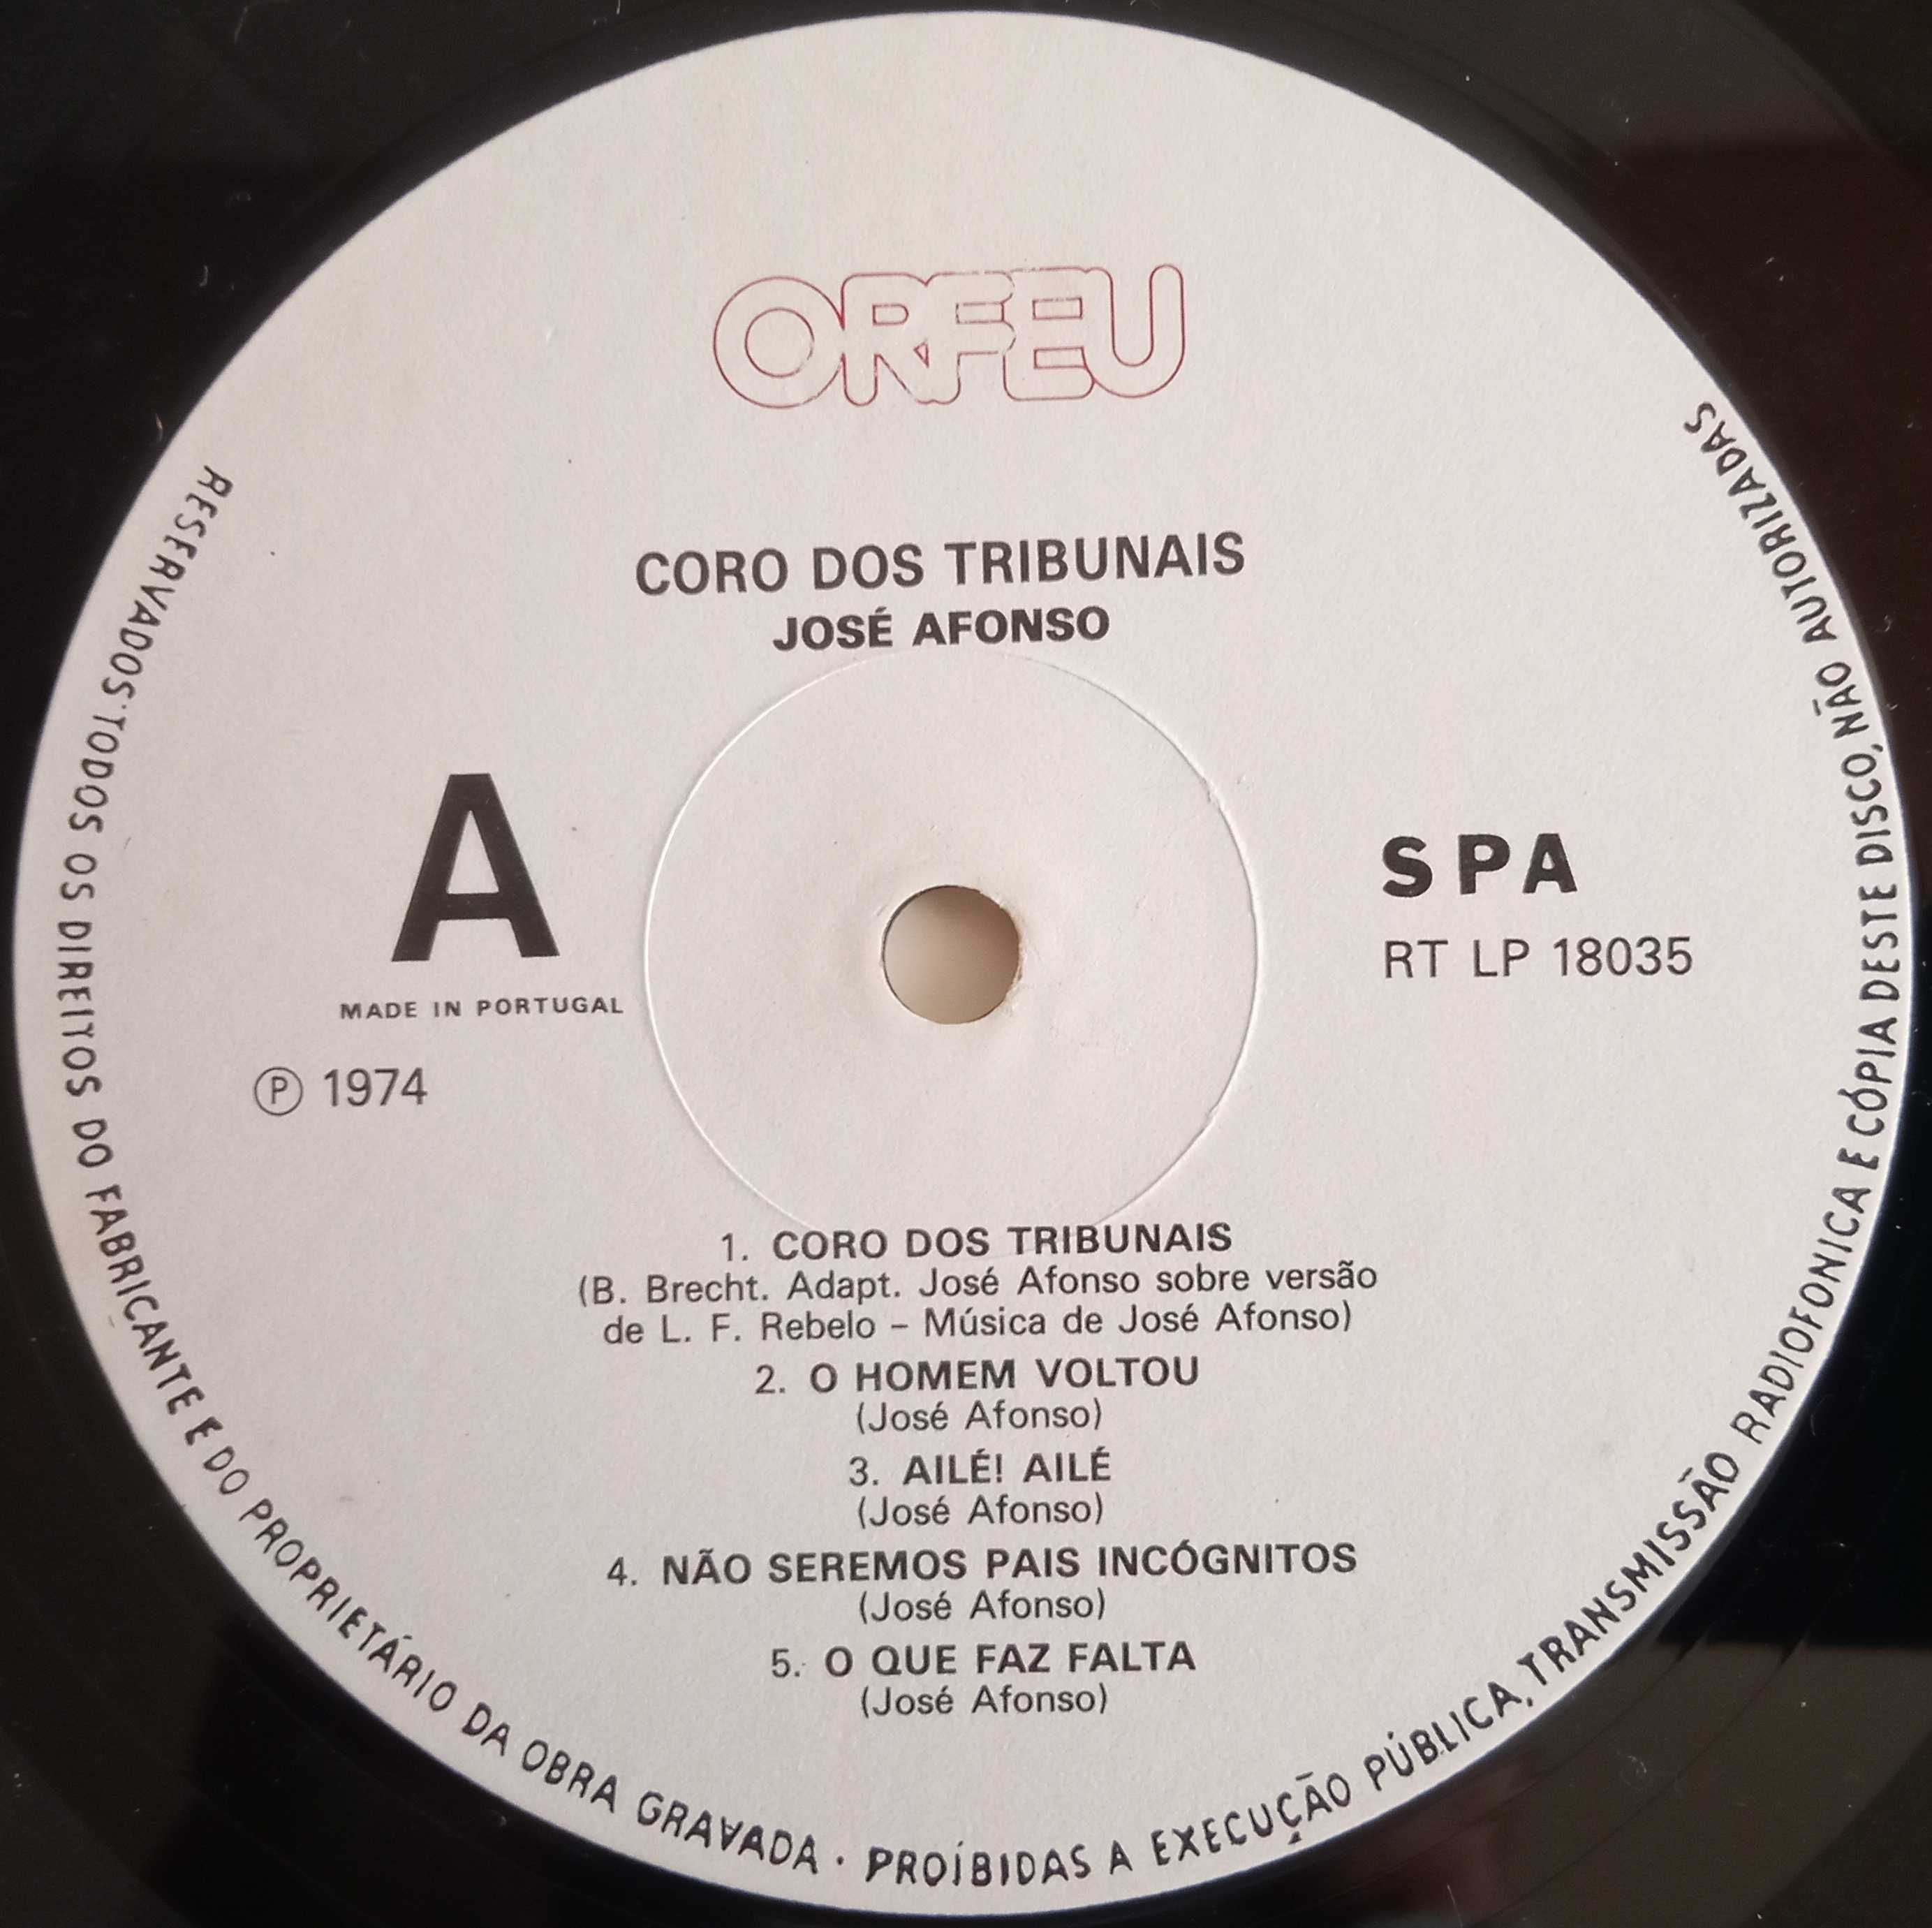 ORFEU
CORO DOS TRIBUNAIS
JOSÉ AFONSO
A
MADE IN PORTUGAL
Ⓟ 1974
SPA
RT LP 18035
1. CORO DOS TRIBUNAIS
(B. Brecht. Adapt. José Afonso sobre versão
de L. F. Rebelo – Música de José Afonso)
2. O HOMEM VOLTOU
(José Afonso)
3. AILÉ! AILÉ
(José Afonso)
4. NÃO SEREMOS PAIS INCÓGNITOS
(José Afonso)
5. O QUE FAZ FALTA
(José Afonso)
RESERVADOS TODOS OS DIREITOS DO FABRICANTE E DO PROPRIETÁRIO DA OBRA GRAVADA · PROÍBIDAS A EXECUÇÃO PÚBLICA, TRANSMISSÃO RADIOFONICA E CÓPIA DESTE DISCO, NÃO AUTORIZADAS